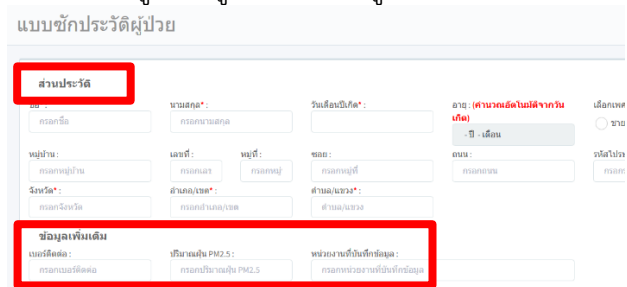 แบบซักประวัติผู้ป่วย
ส่วนประวัติ
นามสกุล* :
วันเดือนปีเกิด* :
อายุ : (คำนวณอัตโนมัติจากวันเกิด)
เลือกเพศ
กรอกชื่อ
กรอกนามสกุล
- ปี - เดือน
ชาย
หมู่บ้าน :
เลขที่ :
หมู่ที่ :
ซอย :
ถนน :
กรอกหมู่บ้าน
กรอกเลข
กรอกหมู่
กรอกหมู่ที่
กรอกถนน
จังหวัด* :
อำเภอ/เขต* :
ตำบล/แขวง* :
กรอกจังหวัด
กรอกอำเภอ/เขต
ตำบล/แขวง
ข้อมูลเพิ่มเติม
เบอร์ติดต่อ :
ปริมาณฝุ่น PM2.5 :
หน่วยงานที่บันทึกข้อมูล :
กรอกเบอร์ติดต่อ
กรอกปริมาณฝุ่น PM2.5
กรอกหน่วยงานที่บันทึกข้อมูล